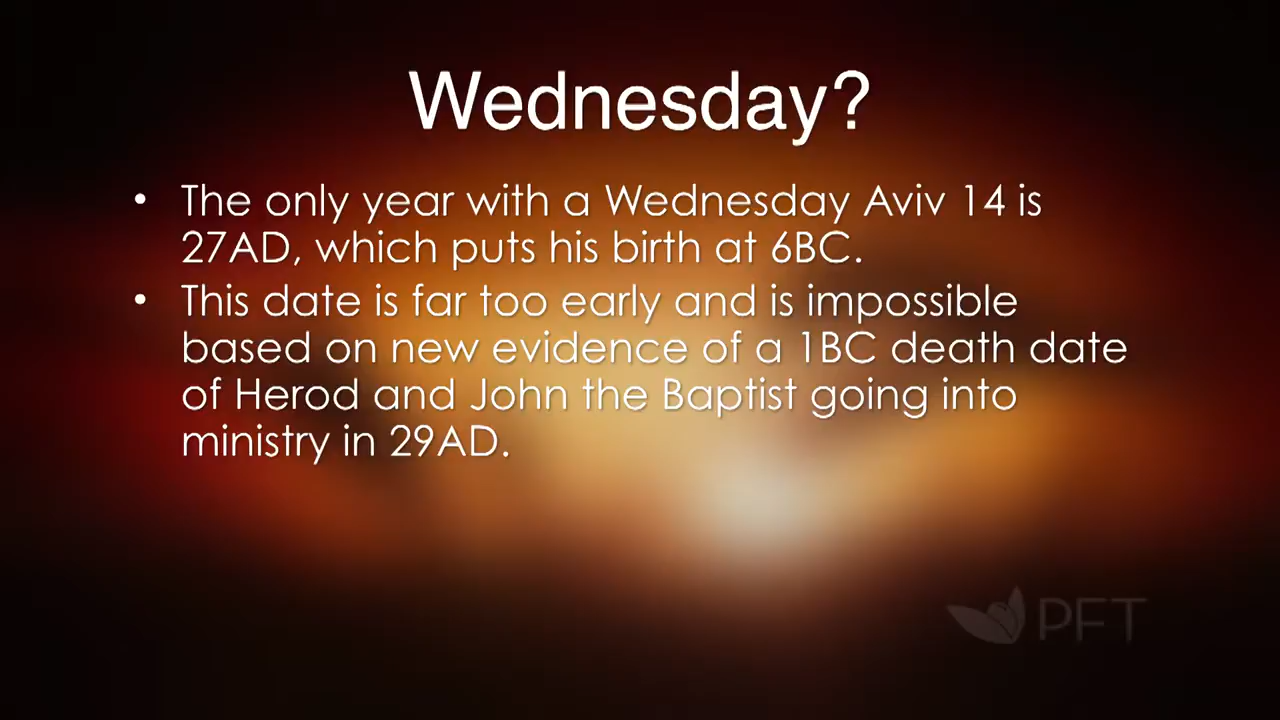 Wednesday?
• The only year with a Wednesday Aviv 14 is
27AD, which puts his birth at 6BC.
• This date is far too early and is impossible
based on new evidence of a 1BC death date
of Herod and John the Baptist going into
ministry in 29AD.
PFT